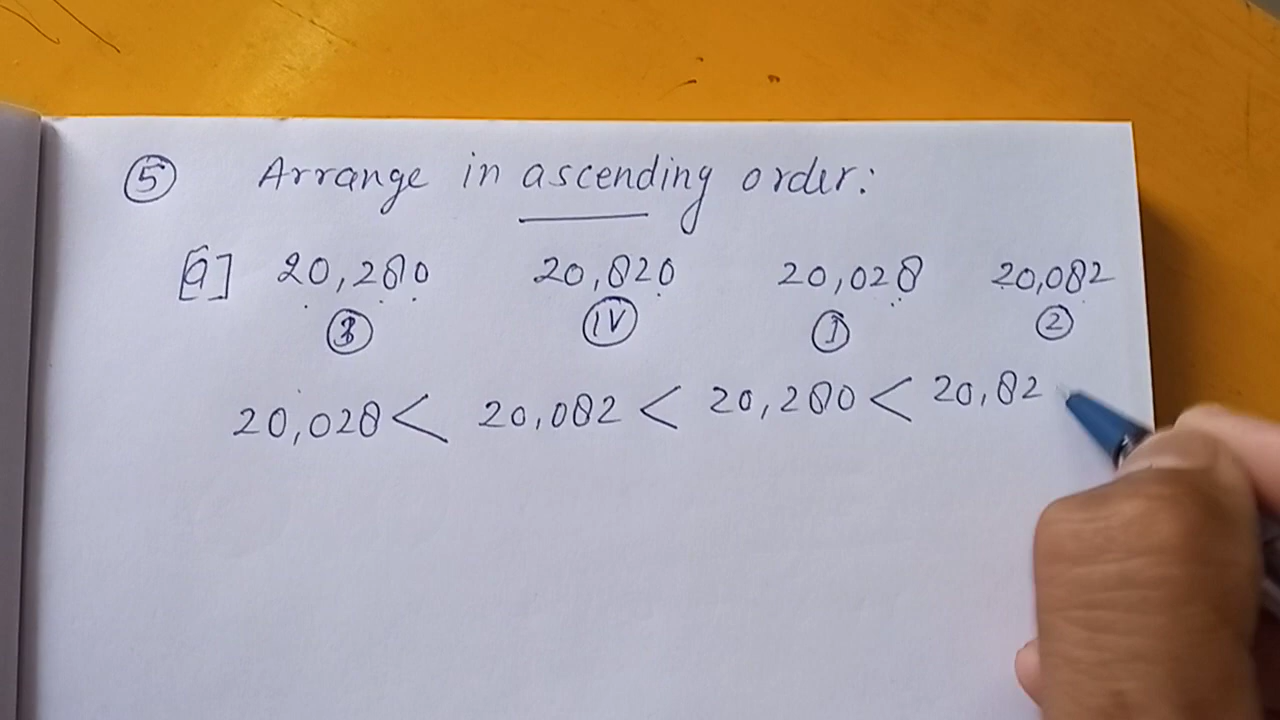 ⑤ Arrange in ascending order:
[a] 20,280 20,820 20,028 20,082
③ IV 1 2
20,028 < 20,082 < 20,280 < 20,82